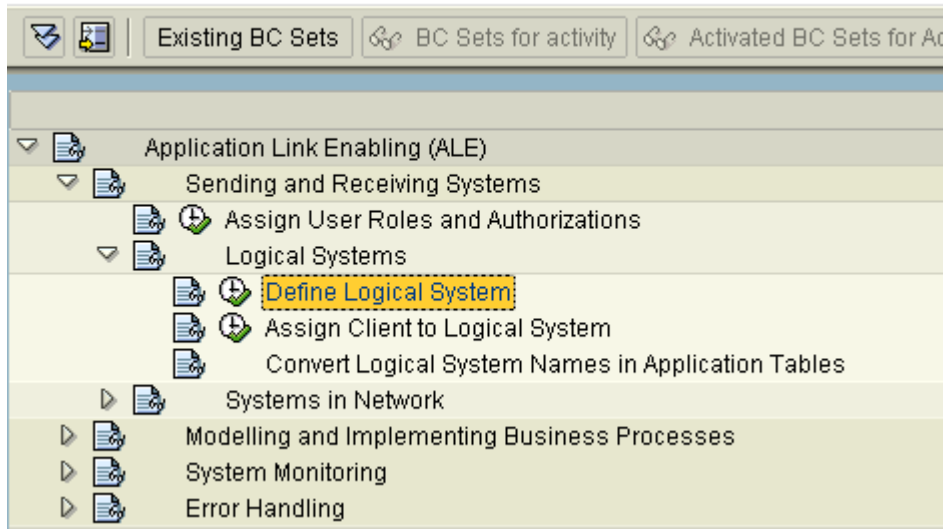 Existing BC Sets BC Sets for activity Activated BC Sets for Ac
Application Link Enabling (ALE)
Sending and Receiving Systems
Assign User Roles and Authorizations
Logical Systems
Define Logical System
Assign Client to Logical System
Convert Logical System Names in Application Tables
Systems in Network
Modelling and Implementing Business Processes
System Monitoring
Error Handling